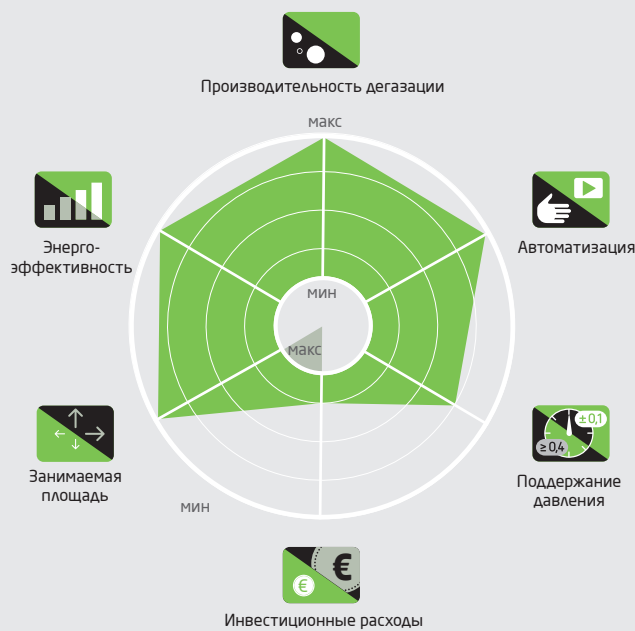 Производительность дегазации
макс
Энерго-
эффективность
Автоматизация
мин
макс
±0,1
≥0,4
Занимаемая
площадь
Поддержание
давления
мин
€
€
Инвестиционные расходы